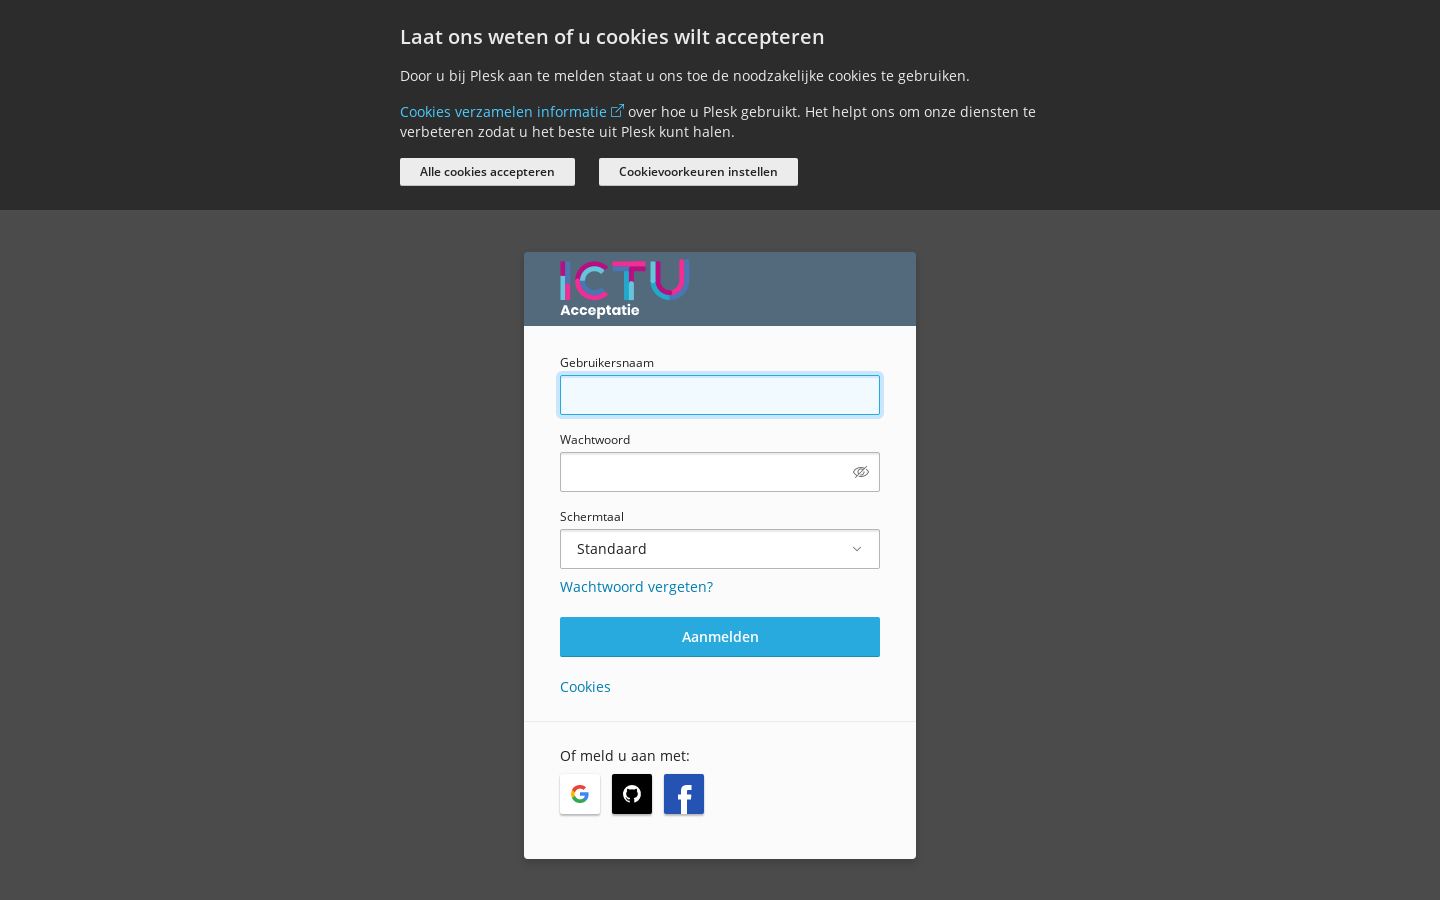 Laat ons weten of u cookies wilt accepteren
Door u bij Plesk aan te melden staat u ons toe de noodzakelijke cookies te gebruiken.
Cookies verzamelen informatie over hoe u Plesk gebruikt. Het helpt ons om onze diensten te
verbeteren zodat u het beste uit Plesk kunt halen.
Alle cookies accepteren
Cookievoorkeuren instellen
ICTU
Acceptatie
Gebruikersnaam
Wachtwoord
Schermtaal
Standaard
Wachtwoord vergeten?
Aanmelden
Cookies
Of meld u aan met: